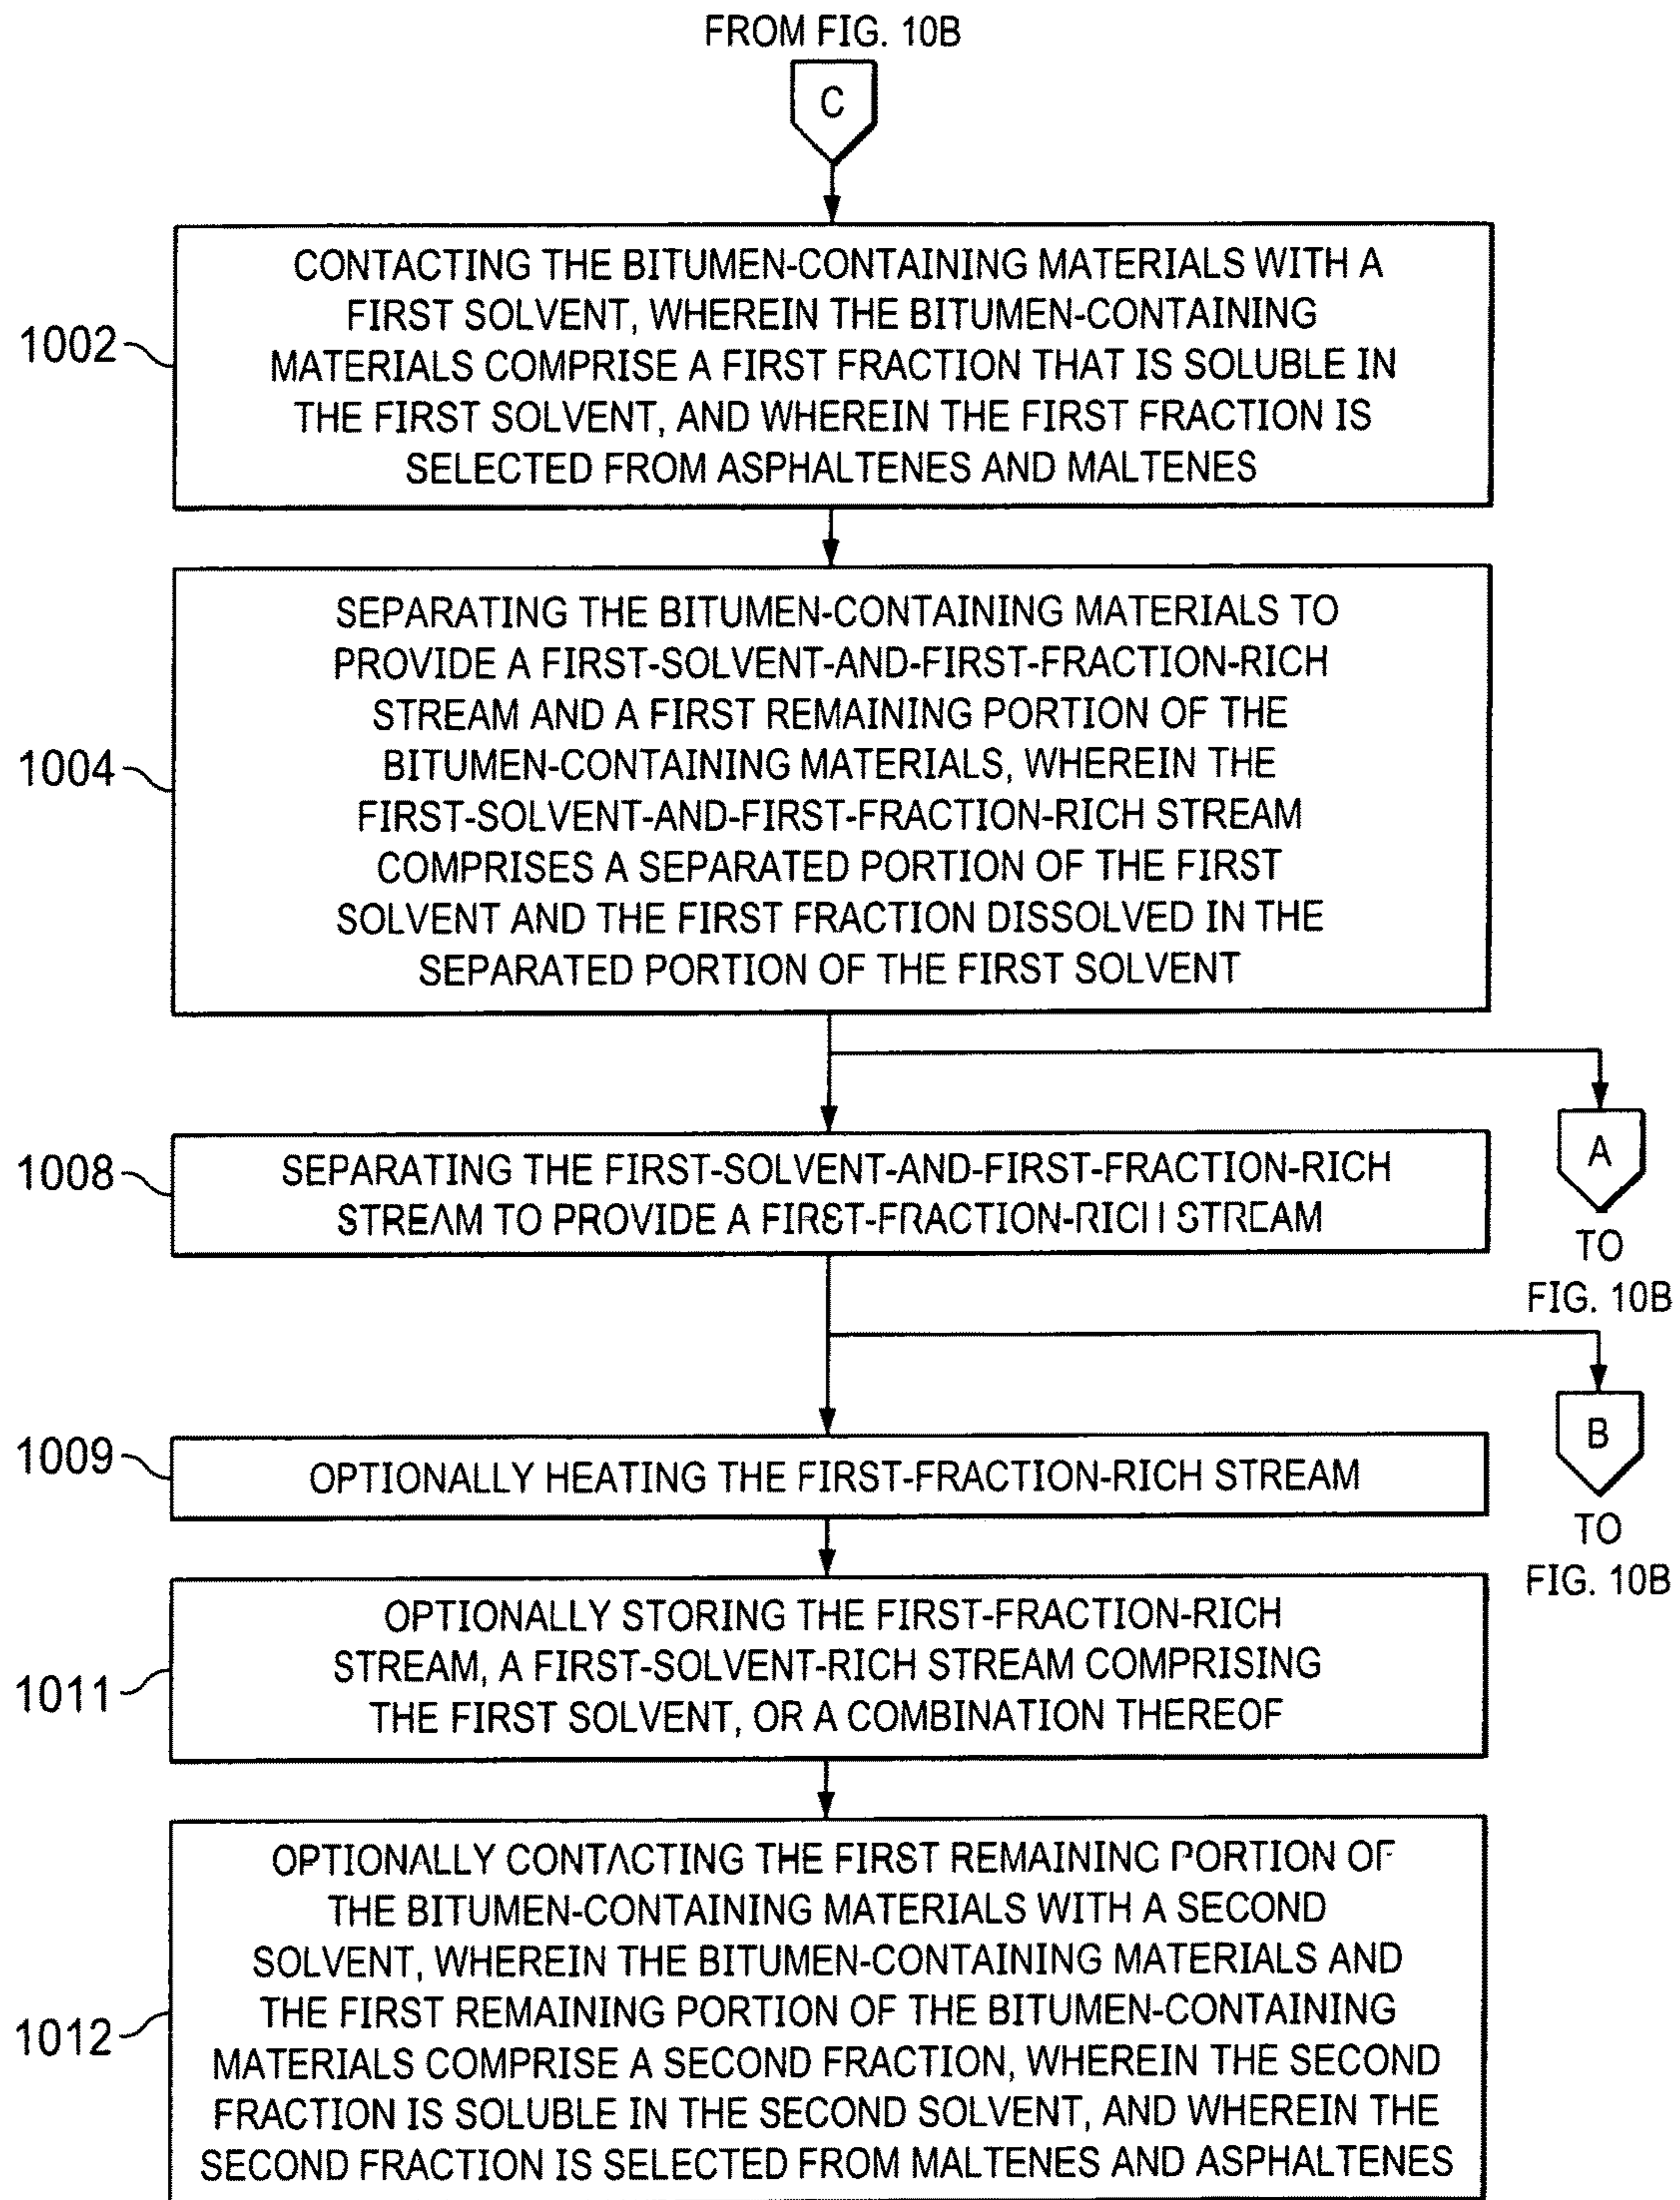 FROM FIG. 10B
C
1002
CONTACTING THE BITUMEN-CONTAINING MATERIALS WITH A
FIRST SOLVENT, WHEREIN THE BITUMEN-CONTAINING
MATERIALS COMPRISE A FIRST FRACTION THAT IS SOLUBLE IN
THE FIRST SOLVENT, AND WHEREIN THE FIRST FRACTION IS
SELECTED FROM ASPHALTENES AND MALTENES
1004
SEPARATING THE BITUMEN-CONTAINING MATERIALS TO
PROVIDE A FIRST-SOLVENT-AND-FIRST-FRACTION-RICH
STREAM AND A FIRST REMAINING PORTION OF THE
BITUMEN-CONTAINING MATERIALS, WHEREIN THE
FIRST-SOLVENT-AND-FIRST-FRACTION-RICH STREAM
COMPRISES A SEPARATED PORTION OF THE FIRST
SOLVENT AND THE FIRST FRACTION DISSOLVED IN THE
SEPARATED PORTION OF THE FIRST SOLVENT
A
TO
FIG. 10B
1008
SEPARATING THE FIRST-SOLVENT-AND-FIRST-FRACTION-RICH
STREAM TO PROVIDE A FIRST-FRACTION-RICH STREAM
B
TO
FIG. 10B
1009
OPTIONALLY HEATING THE FIRST-FRACTION-RICH STREAM
1011
OPTIONALLY STORING THE FIRST-FRACTION-RICH
STREAM, A FIRST-SOLVENT-RICH STREAM COMPRISING
THE FIRST SOLVENT, OR A COMBINATION THEREOF
1012
OPTIONALLY CONTACTING THE FIRST REMAINING PORTION OF
THE BITUMEN-CONTAINING MATERIALS WITH A SECOND
SOLVENT, WHEREIN THE BITUMEN-CONTAINING MATERIALS AND
THE FIRST REMAINING PORTION OF THE BITUMEN-CONTAINING
MATERIALS COMPRISE A SECOND FRACTION, WHEREIN THE SECOND
FRACTION IS SOLUBLE IN THE SECOND SOLVENT, AND WHEREIN THE
SECOND FRACTION IS SELECTED FROM MALTENES AND ASPHALTENES